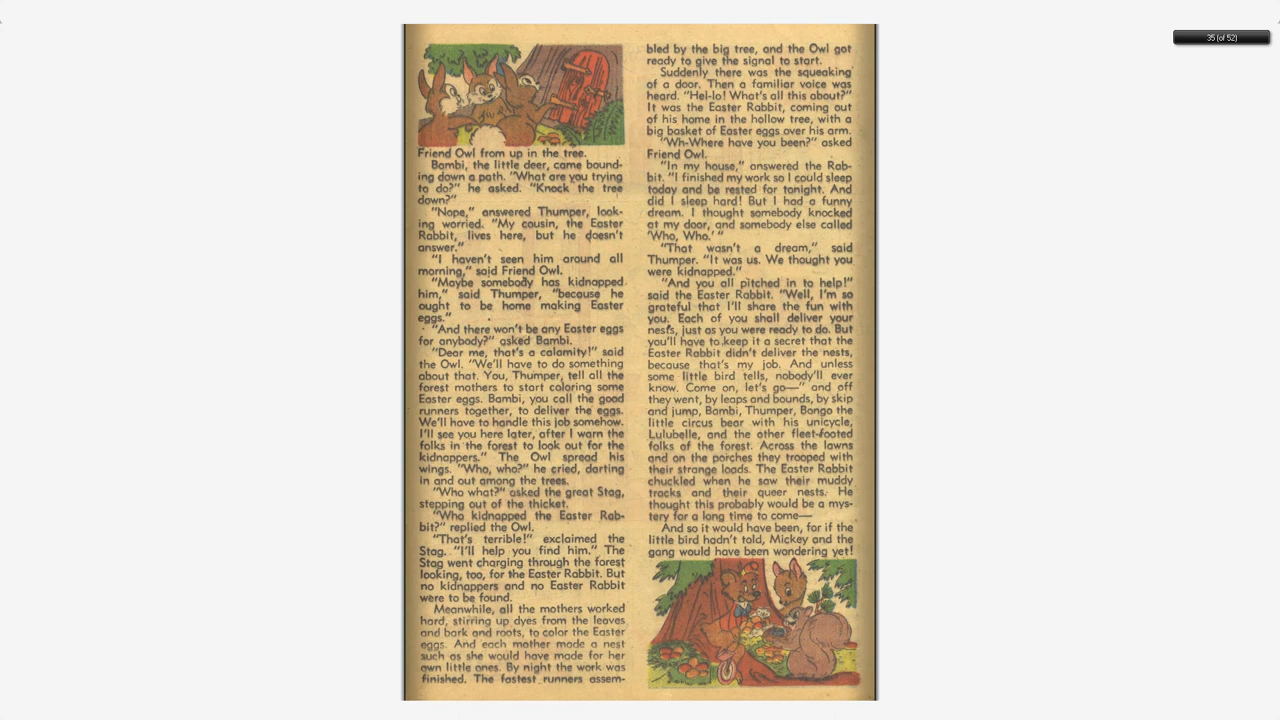 35 (of 52)
Friend Owl from up in the tree.
Bambi, the little deer, came bound-
ing down a path. "What are you trying
to do?" he asked. "Knock the tree
down?"
"Nope," answered Thumper, look-
ing worried. "My cousin, the Easter
Rabbit, lives here, but he doesn't
answer."
"I haven't seen him around all
morning," said Friend Owl.
"Maybe somebody has kidnapped
him," said Thumper, "because he
ought to be home making Easter
eggs."
"And there won't be any Easter eggs
for anybody?" asked Bambi.
"Dear me, that's a calamity!" said
the Owl. "We'll have to do something
about that. You, Thumper, tell all the
forest mothers to start coloring some
Easter eggs. Bambi, you call the good
runners together, to deliver the eggs.
We'll have to handle this job somehow.
I'll see you here later, after I warn the
folks in the forest to look out for the
kidnappers." The Owl spread his
wings. "Who, who?" he cried, darting
in and out among the trees.
"Who what?" asked the great Stag,
stepping out of the thicket.
"Who kidnapped the Easter Rab-
bit?" replied the Owl.
"That's terrible!" exclaimed the
Stag. "I'll help you find him." The
Stag went charging through the forest
looking, too, for the Easter Rabbit. But
no kidnappers and no Easter Rabbit
were to be found.
Meanwhile, all the mothers worked
hard, stirring up dyes from the leaves
and bark and roots, to color the Easter
eggs. And each mother made a nest
such as she would have made for her
own little ones. By night the work was
finished. The fastest runners assem-
bled by the big tree, and the Owl got
ready to give the signal to start.
Suddenly there was the squeaking
of a door. Then a familiar voice was
heard. "Hel-lo! What's all this about?"
It was the Easter Rabbit, coming out
of his home in the hollow tree, with a
big basket of Easter eggs over his arm.
"Wh-Where have you been?" asked
Friend Owl.
"In my house," answered the Rab-
bit. "I finished my work so I could sleep
today and be rested for tonight. And
did I sleep hard! But I had a funny
dream. I thought somebody knocked
at my door, and somebody else called
'Who, Who.' "
"That wasn't a dream," said
Thumper. "It was us. We thought you
were kidnapped."
"And you all pitched in to help!"
said the Easter Rabbit. "Well, I'm so
grateful that I'll share the fun with
you. Each of you shall deliver your
nests, just as you were ready to do. But
you'll have to keep it a secret that the
Easter Rabbit didn't deliver the nests,
because that's my job. And unless
some little bird tells, nobody'll ever
know. Come on, let's go—" and off
they went, by leaps and bounds, by skip
and jump, Bambi, Thumper, Bongo the
little circus bear with his unicycle,
Lulubelle, and the other fleet-footed
folks of the forest. Across the lawns
and on the porches they trooped with
their strange loads. The Easter Rabbit
chuckled when he saw their muddy
tracks and their queer nests. He
thought this probably would be a mys-
tery for a long time to come—
And so it would have been, for if the
little bird hadn't told, Mickey and the
gang would have been wondering yet!